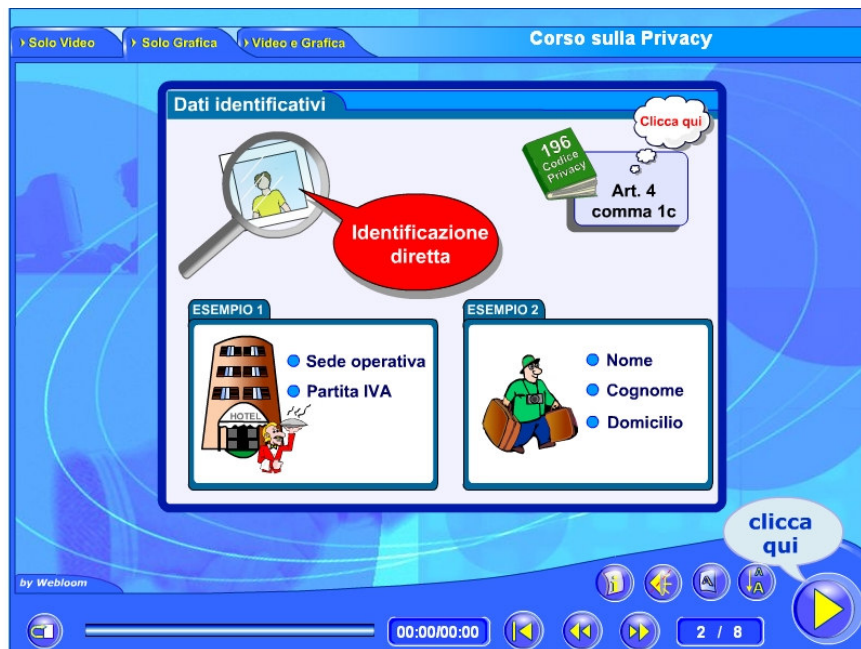 Solo Video
Solo Grafica
Video e Grafica
Corso sulla Privacy
Dati identificativi
Clicca qui
196
Codice
Privacy
Art. 4
comma 1c
Identificazione
diretta
ESEMPIO 1
Sede operativa
Partita IVA
HOTEL
ESEMPIO 2
Nome
Cognome
Domicilio
clicca
qui
by Webloom
A
A
00:00/00:00
2 / 8